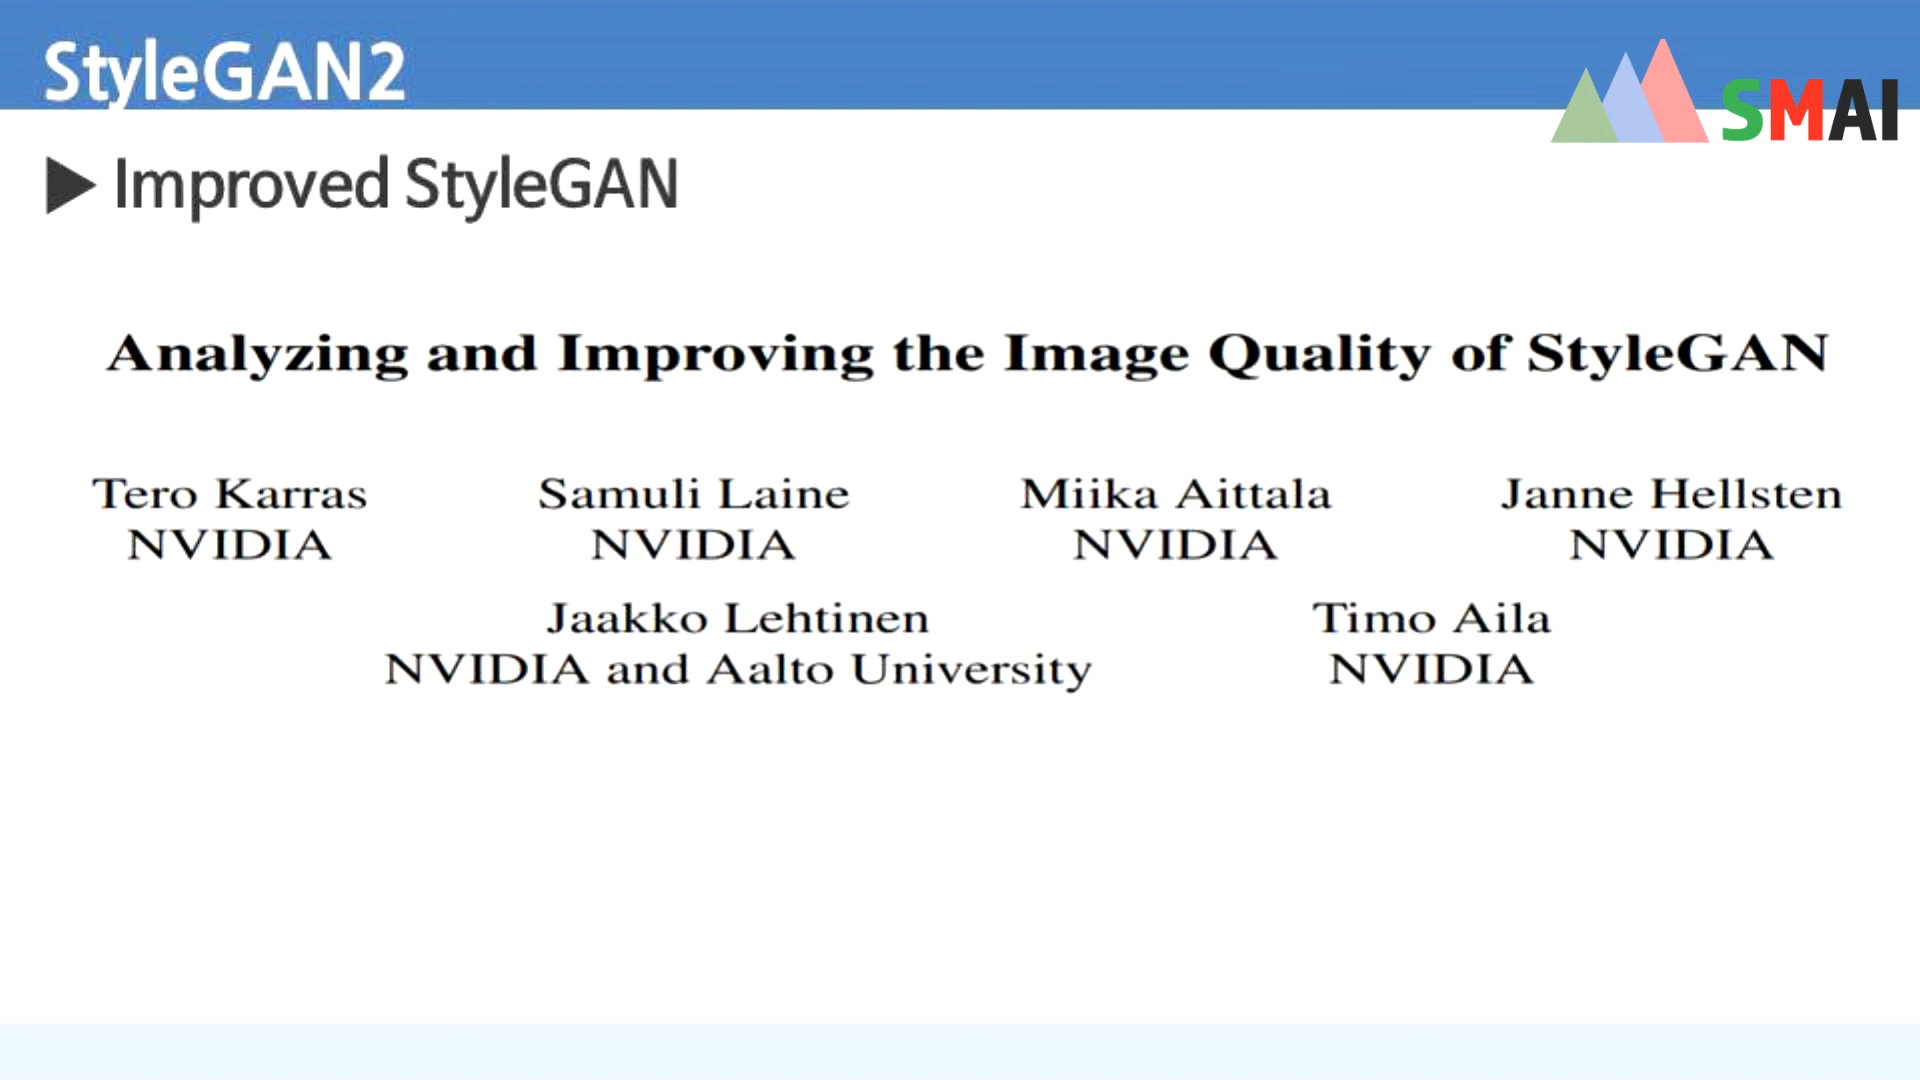 StyleGAN2
SMAI
Improved StyleGAN
Analyzing and Improving the Image Quality of StyleGAN
Tero Karras Samuli Laine Miika Aittala Janne Hellsten
NVIDIA NVIDIA NVIDIA NVIDIA
Jaakko Lehtinen Timo Aila
NVIDIA and Aalto University NVIDIA